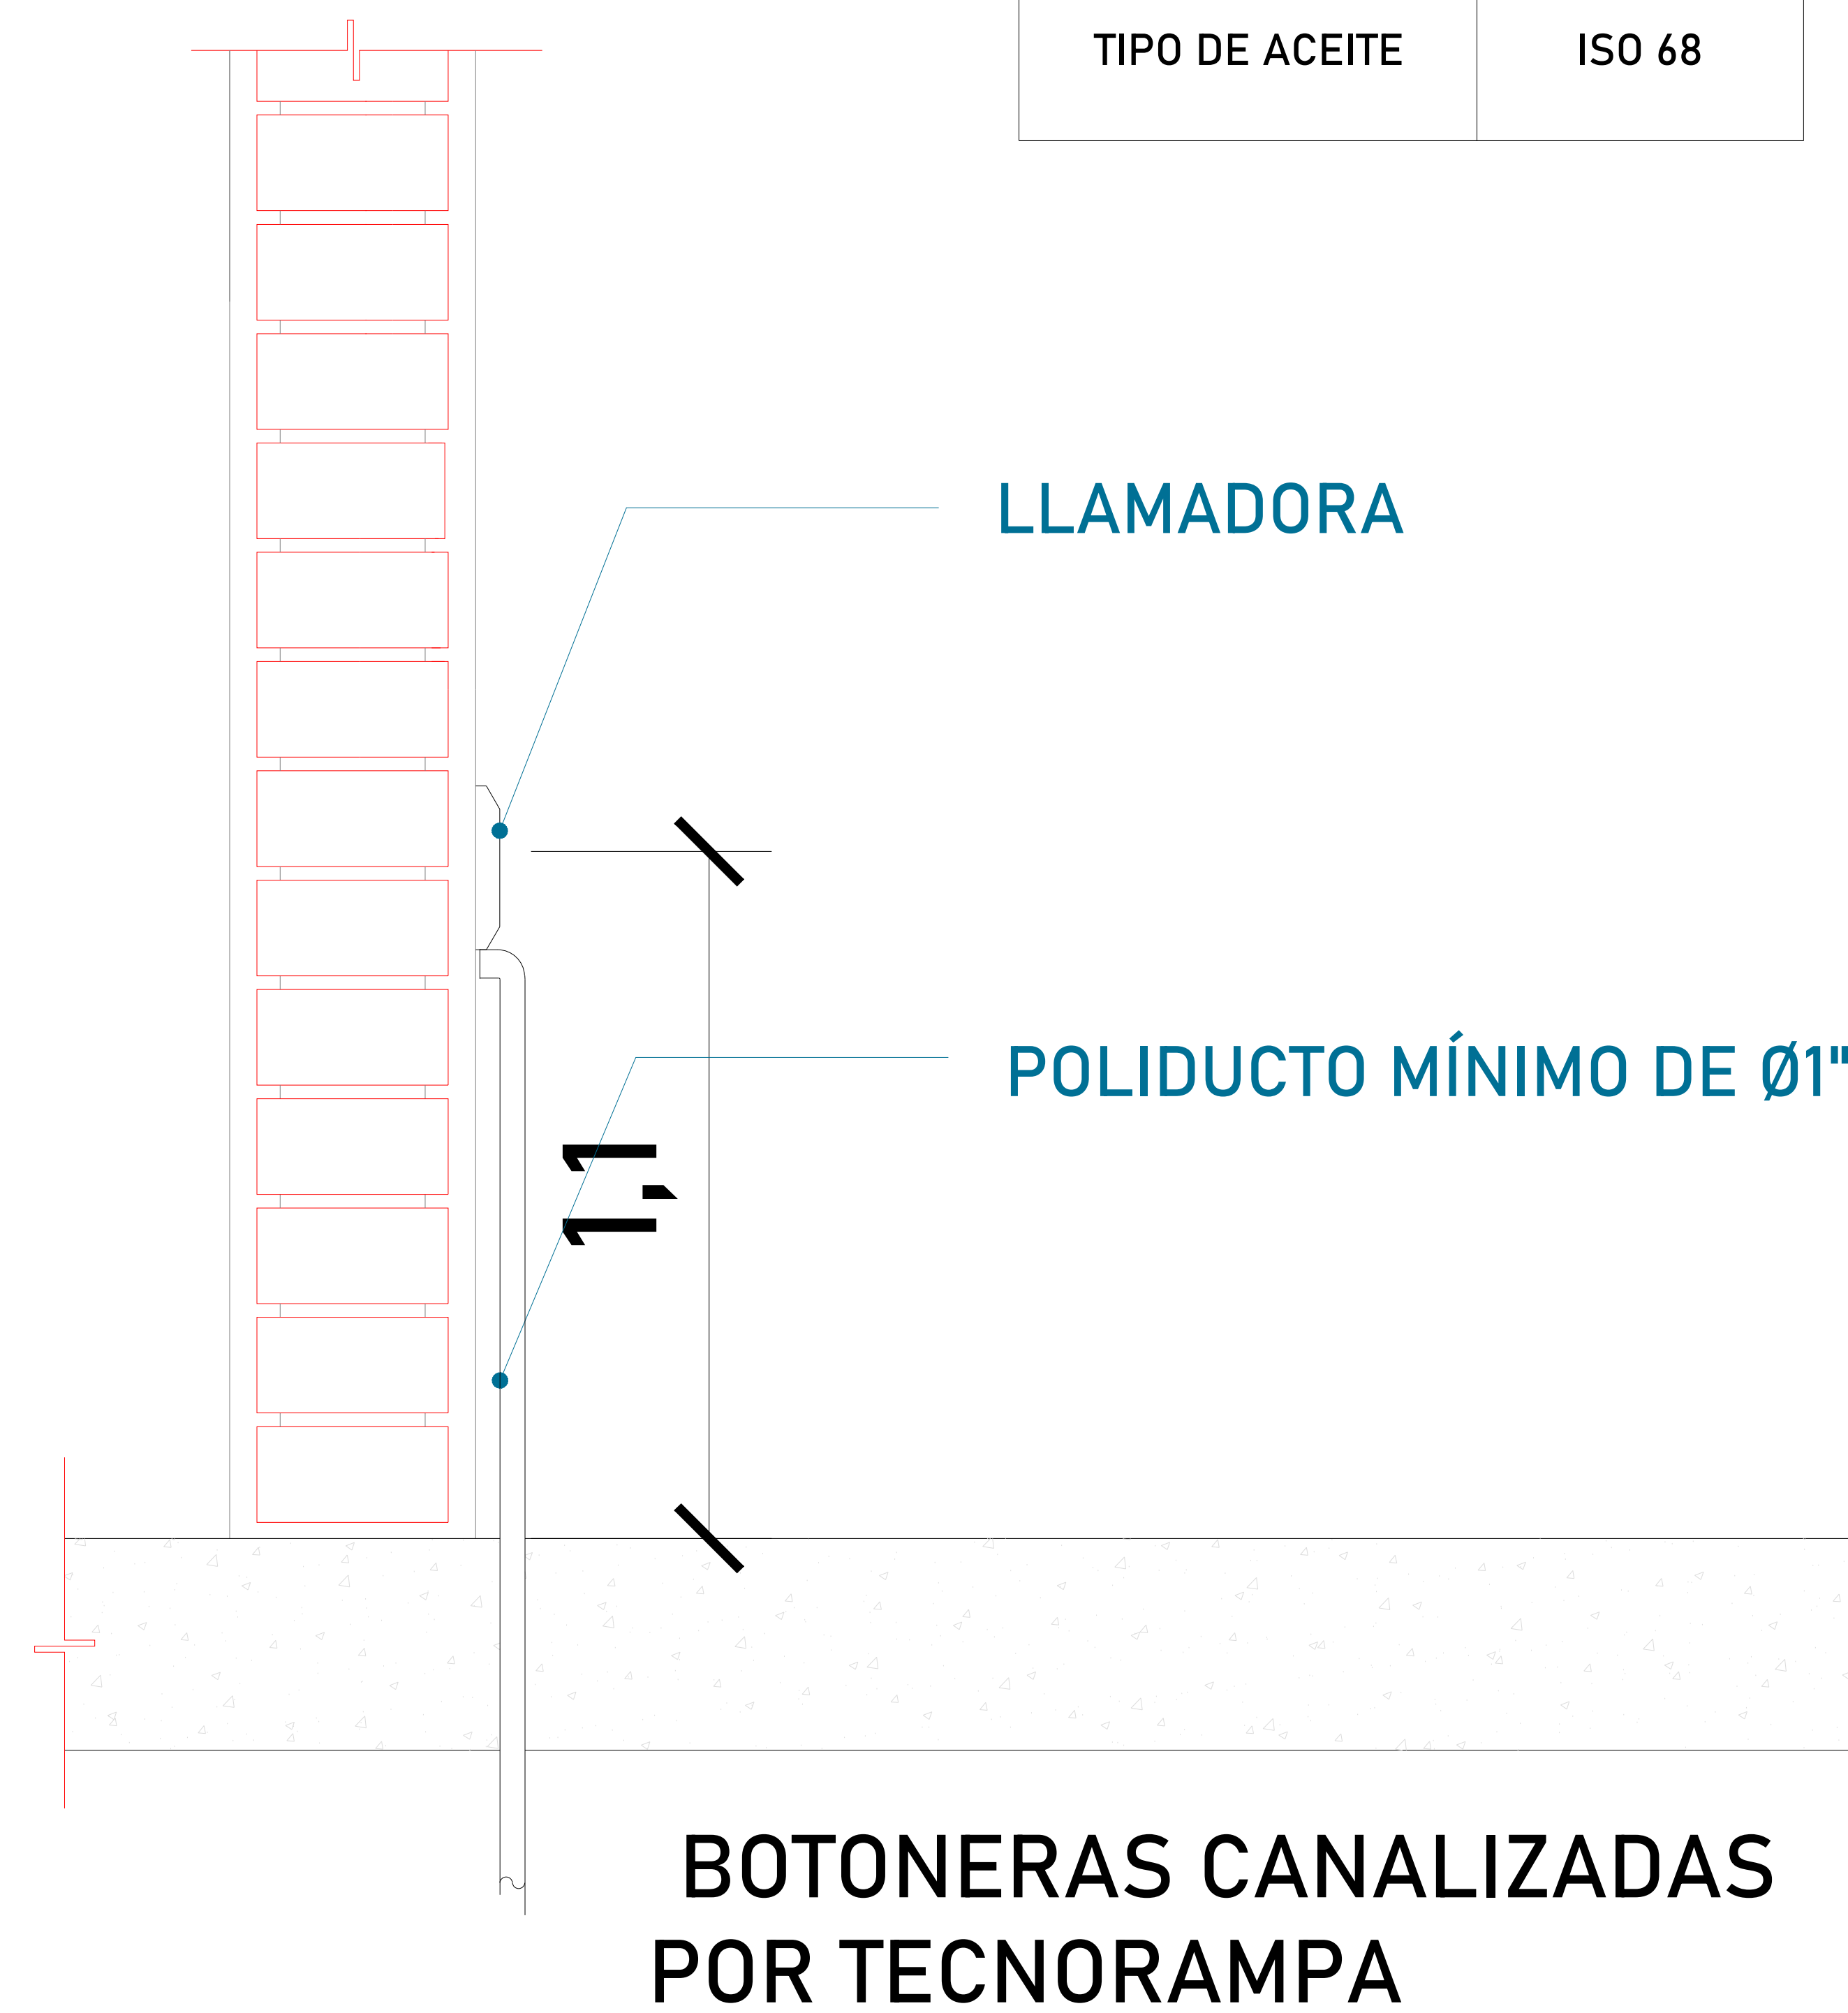 TIPO DE ACEITE ISO 68
LLAMADORA
POLIDUCTO MÍNIMO DE Ø1"
1,1
BOTONERAS CANALIZADAS
POR TECNORAMPA